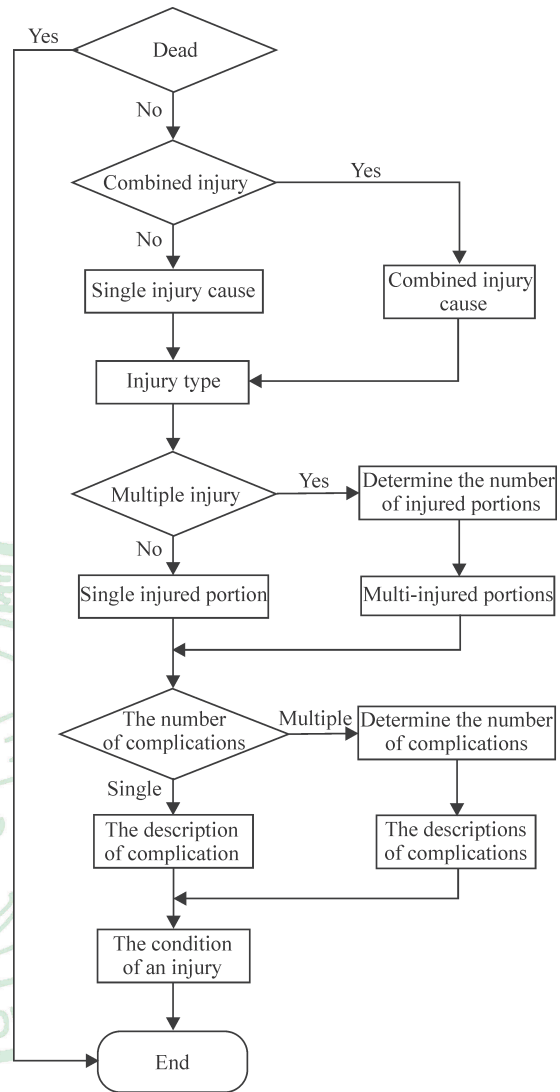 Yes
Dead
No
Combined injury
Yes
No
Single injury cause
Combined injury
cause
Injury type
Multiple injury
Yes
Determine the number
of injured portions
No
Single injured portion
Multi-injured portions
The number
of complications
Multiple
Determine the number
of complications
Single
The description
of complication
The descriptions
of complications
The condition
of an injury
End